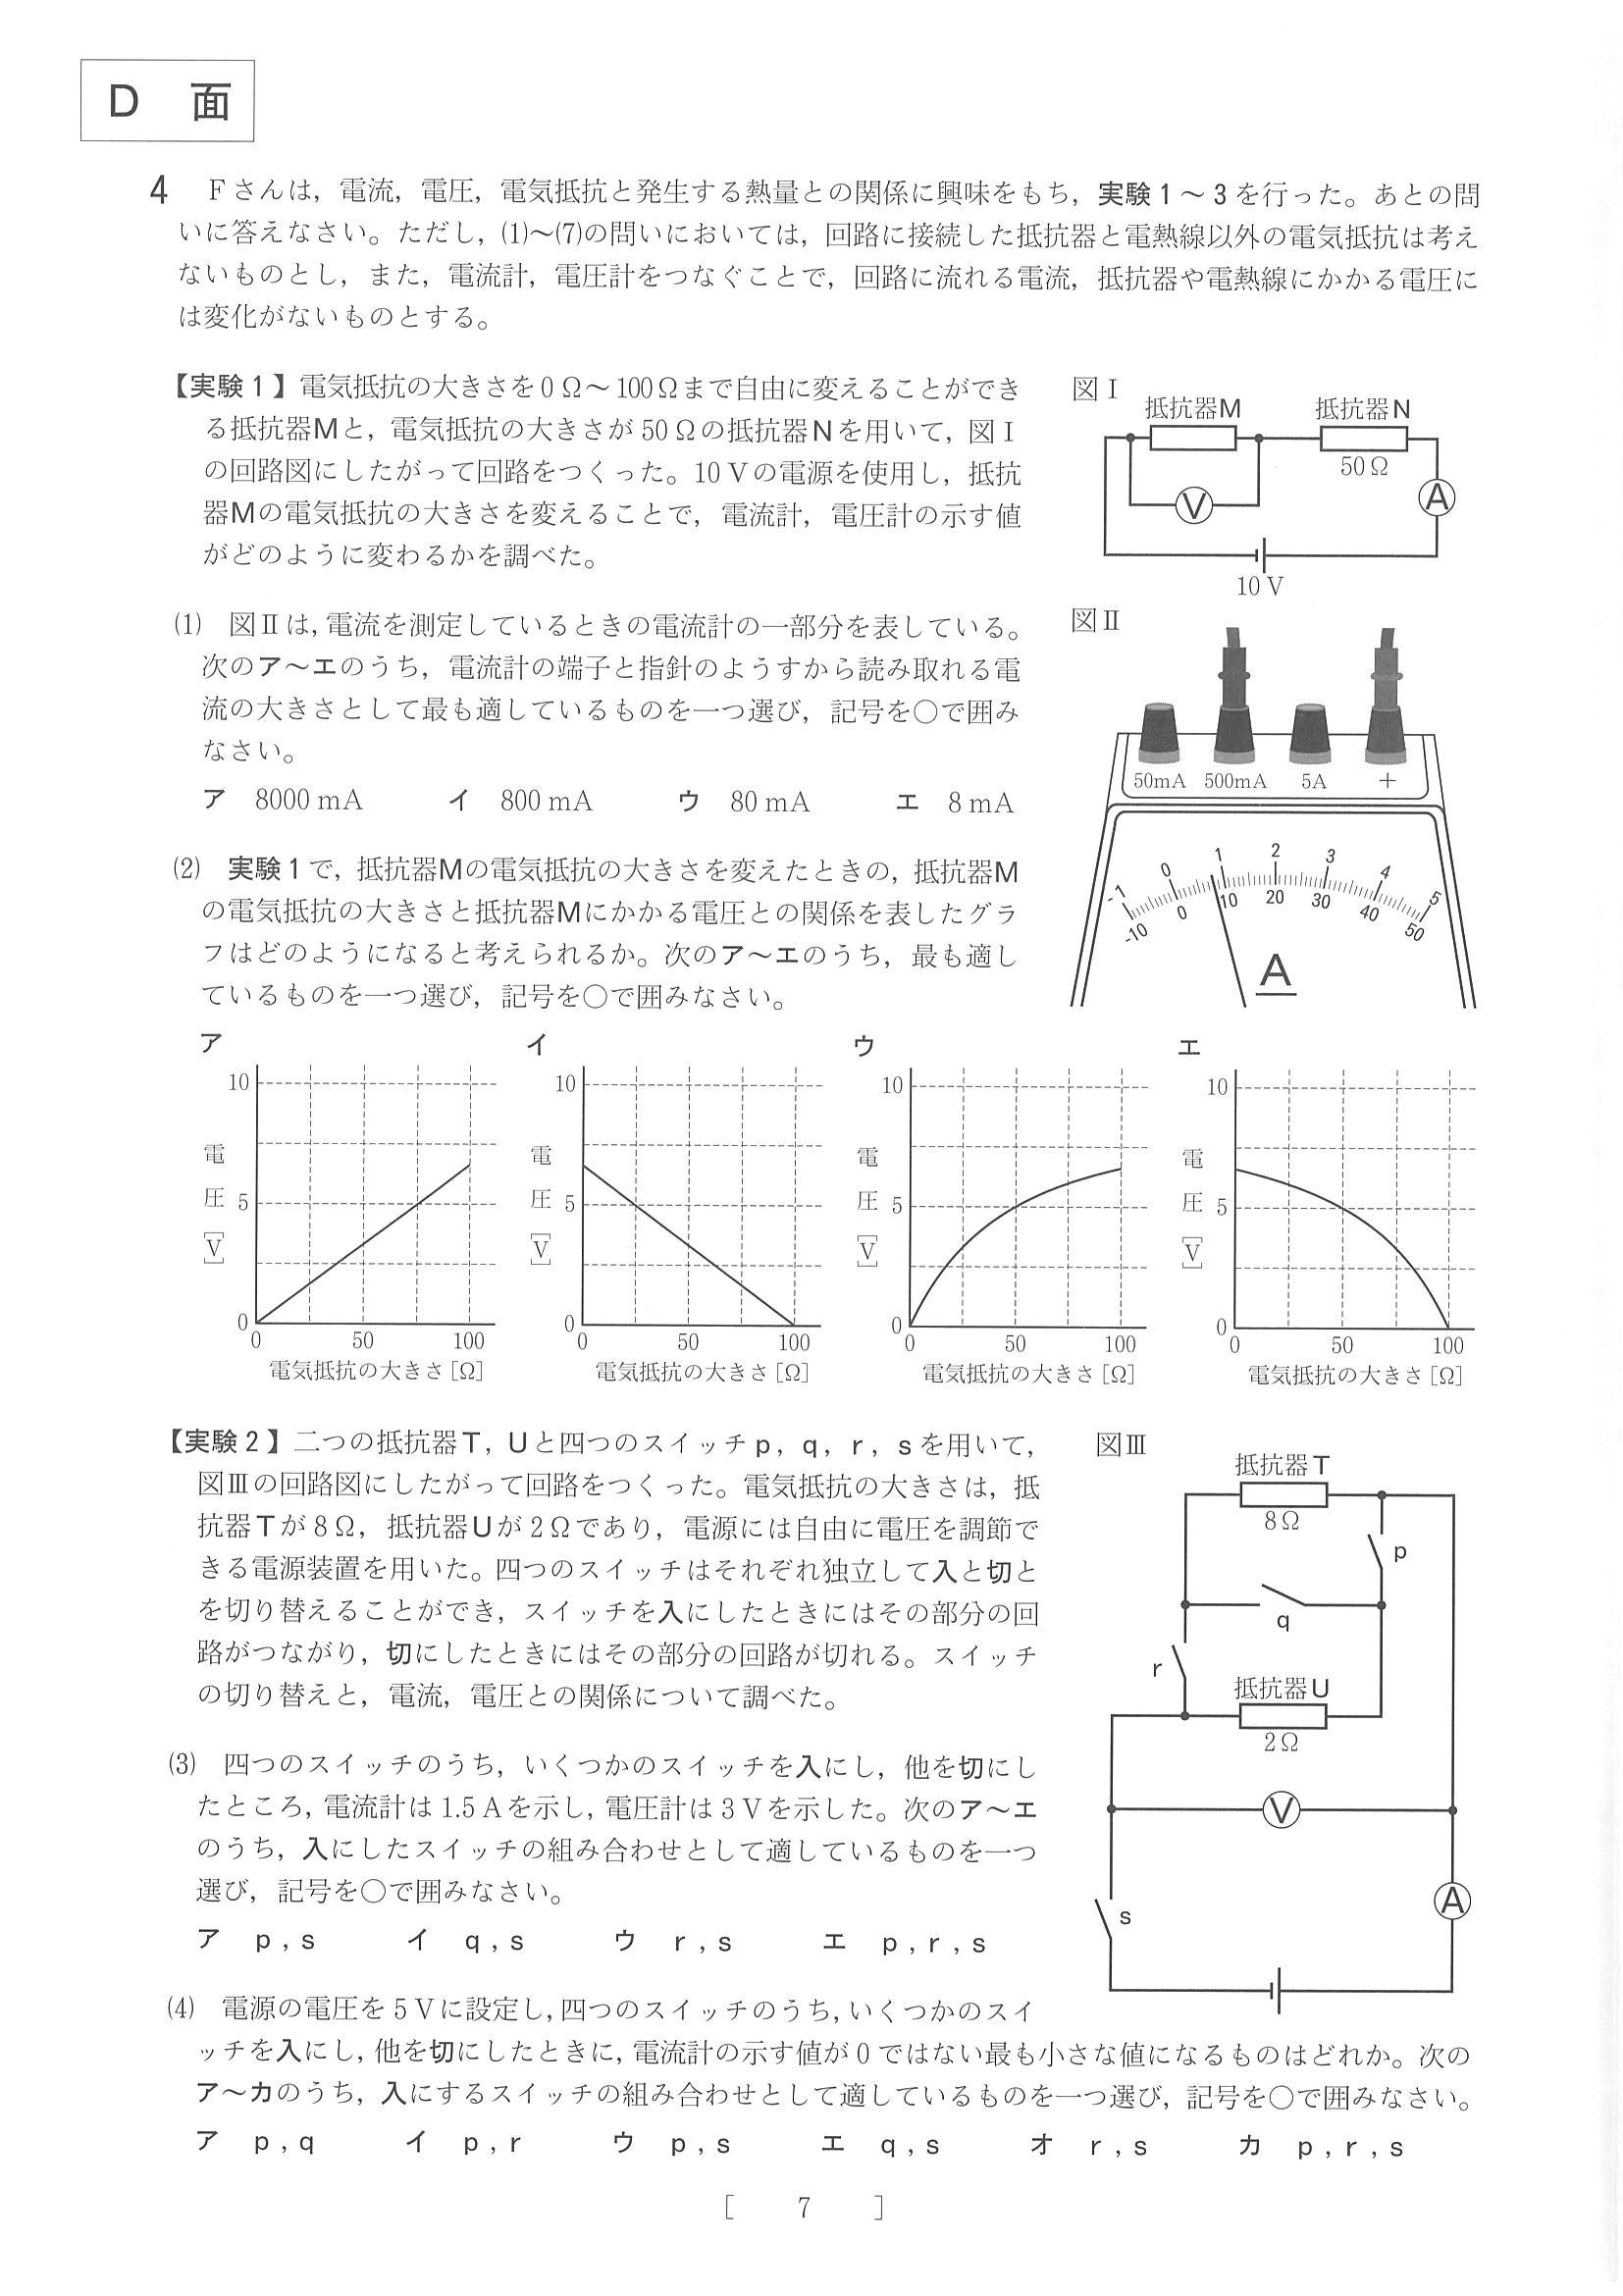 D 面
4 Fさんは，電流，電圧，電気抵抗と発生する熱量との関係に興味をもち，実験1～3を行った。あとの問
いに答えなさい。ただし，⑴～⑺の問いにおいては，回路に接続した抵抗器と電熱線以外の電気抵抗は考え
ないものとし，また，電流計，電圧計をつなぐことで，回路に流れる電流，抵抗器や電熱線にかかる電圧に
は変化がないものとする。
【実験1】電気抵抗の大きさを0Ω～100Ωまで自由に変えることができ
る抵抗器Mと，電気抵抗の大きさが50Ωの抵抗器Nを用いて，図Ⅰ
の回路図にしたがって回路をつくった。10Vの電源を使用し，抵抗
器Mの電気抵抗の大きさを変えることで，電流計，電圧計の示す値
がどのように変わるかを調べた。
図Ⅰ
抵抗器M 抵抗器N
50Ω
V
A
10V
⑴ 図Ⅱは，電流を測定しているときの電流計の一部分を表している。
次のア～エのうち，電流計の端子と指針のようすから読み取れる電
流の大きさとして最も適しているものを一つ選び，記号を○で囲み
なさい。
ア 8000mA イ 800mA ウ 80mA エ 8mA
図Ⅱ
50mA 500mA 5A +
-1 0 1 2 3 4 5
-10 0 10 20 30 40 50
A
⑵ 実験1で，抵抗器Mの電気抵抗の大きさを変えたときの，抵抗器M
の電気抵抗の大きさと抵抗器Mにかかる電圧との関係を表したグラ
フはどのようになると考えられるか。次のア～エのうち，最も適し
ているものを一つ選び，記号を○で囲みなさい。
ア
10
電圧[V] 5
0
0 50 100
電気抵抗の大きさ[Ω]
イ
10
電圧[V] 5
0
0 50 100
電気抵抗の大きさ[Ω]
ウ
10
電圧[V] 5
0
0 50 100
電気抵抗の大きさ[Ω]
エ
10
電圧[V] 5
0
0 50 100
電気抵抗の大きさ[Ω]
【実験2】二つの抵抗器T，Uと四つのスイッチp，q，r，sを用いて，
図Ⅲの回路図にしたがって回路をつくった。電気抵抗の大きさは，抵
抗器Tが8Ω，抵抗器Uが2Ωであり，電源には自由に電圧を調節で
きる電源装置を用いた。四つのスイッチはそれぞれ独立して入と切と
を切り替えることができ，スイッチを入にしたときにはその部分の回
路がつながり，切にしたときにはその部分の回路が切れる。スイッチ
の切り替えと，電流，電圧との関係について調べた。
図Ⅲ
抵抗器T
8Ω
p
q
r
抵抗器U
2Ω
V
A
s
⑶ 四つのスイッチのうち，いくつかのスイッチを入にし，他を切にし
たところ，電流計は1.5Aを示し，電圧計は3Vを示した。次のア～エ
のうち，入にしたスイッチの組み合わせとして適しているものを一つ
選び，記号を○で囲みなさい。
ア p，s イ q，s ウ r，s エ p，r，s
⑷ 電源の電圧を5Vに設定し，四つのスイッチのうち，いくつかのスイ
ッチを入にし，他を切にしたときに，電流計の示す値が0ではない最も小さな値になるものはどれか。次の
ア～カのうち，入にするスイッチの組み合わせとして適しているものを一つ選び，記号を○で囲みなさい。
ア p，q イ p，r ウ p，s エ q，s オ r，s カ p，r，s
[ 7 ]